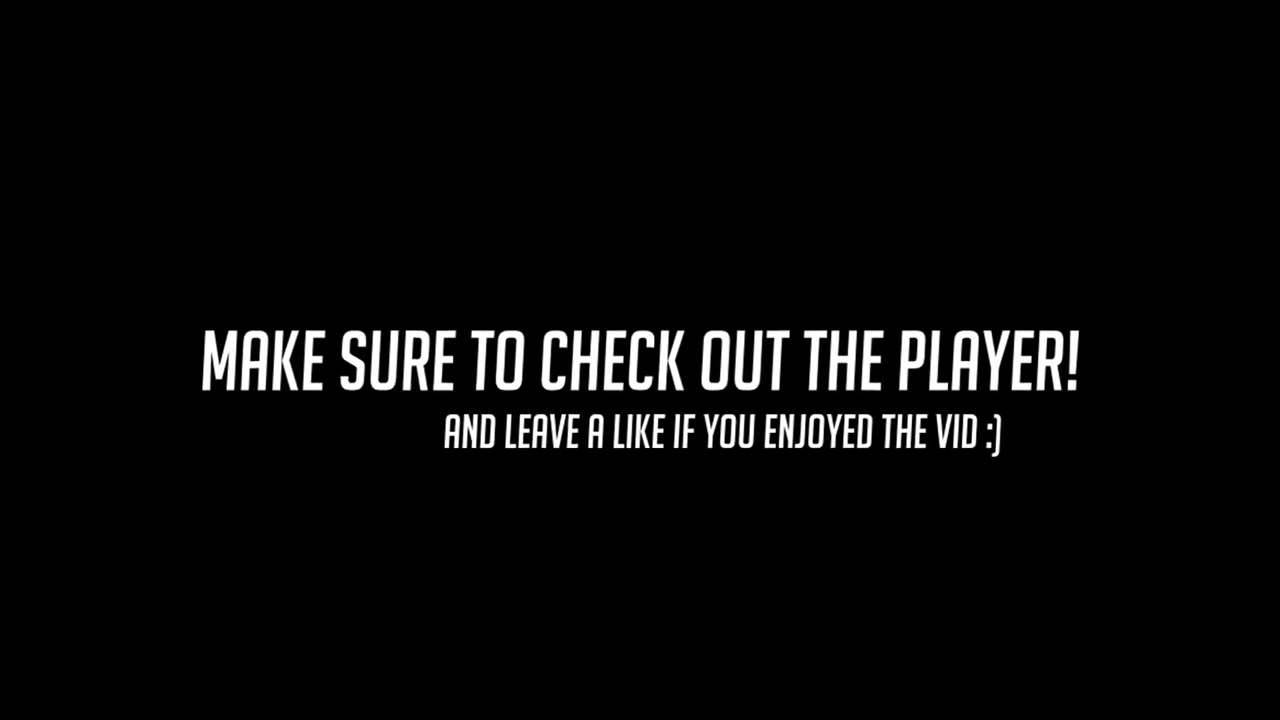 MAKE SURE TO CHECK OUT THE PLAYER!
AND LEAVE A LIKE IF YOU ENJOYED THE VID :)